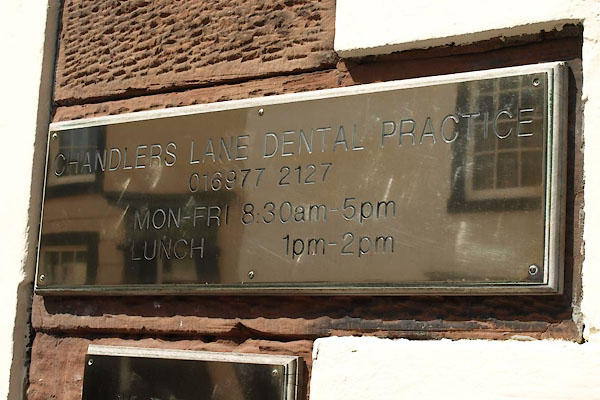 CHANDLERS LANE DENTAL PRACTICE
016977 2127
MON-FRI 8:30am-5pm
LUNCH 1pm-2pm